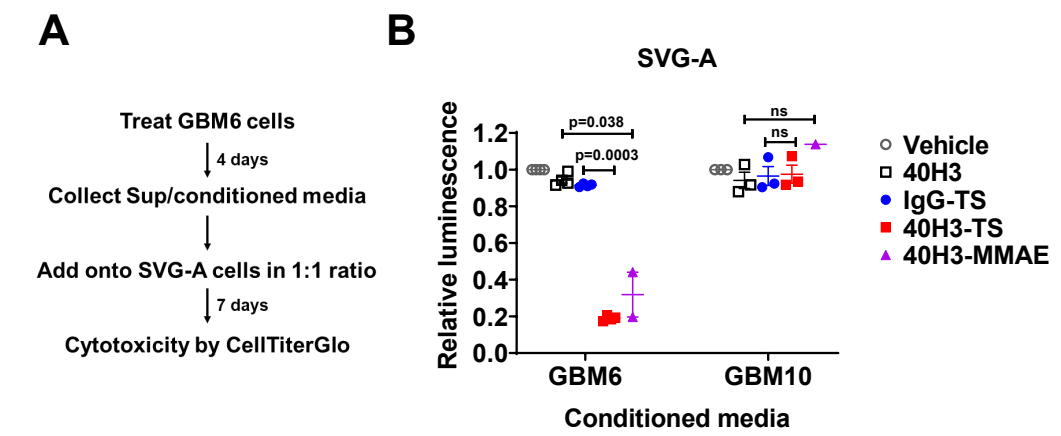 A
Treat GBM6 cells
4 days
Collect Sup/conditioned media
Add onto SVG-A cells in 1:1 ratio
7 days
Cytotoxicity by CellTiterGlo
B
SVG-A
Relative luminescence
1.2
1.0
0.8
0.6
0.4
0.2
0.0
p=0.038
p=0.0003
ns
ns
GBM6
GBM10
Conditioned media
Vehicle
40H3
IgG-TS
40H3-TS
40H3-MMAE